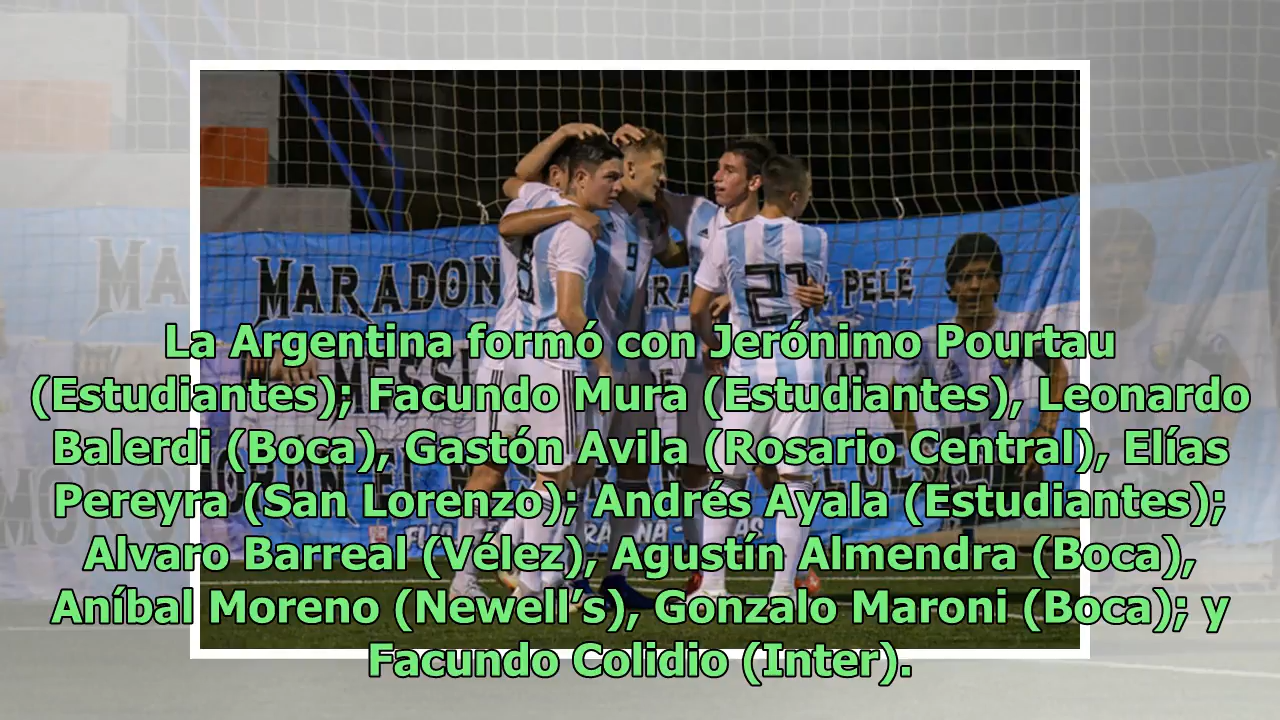 MARADON
PELÉ
9
21
La Argentina formó con Jerónimo Pourtau
(Estudiantes); Facundo Mura (Estudiantes), Leonardo
Balerdi (Boca), Gastón Avila (Rosario Central), Elías
Pereyra (San Lorenzo); Andrés Ayala (Estudiantes);
Alvaro Barreal (Vélez), Agustín Almendra (Boca),
Aníbal Moreno (Newell’s), Gonzalo Maroni (Boca); y
Facundo Colidio (Inter).